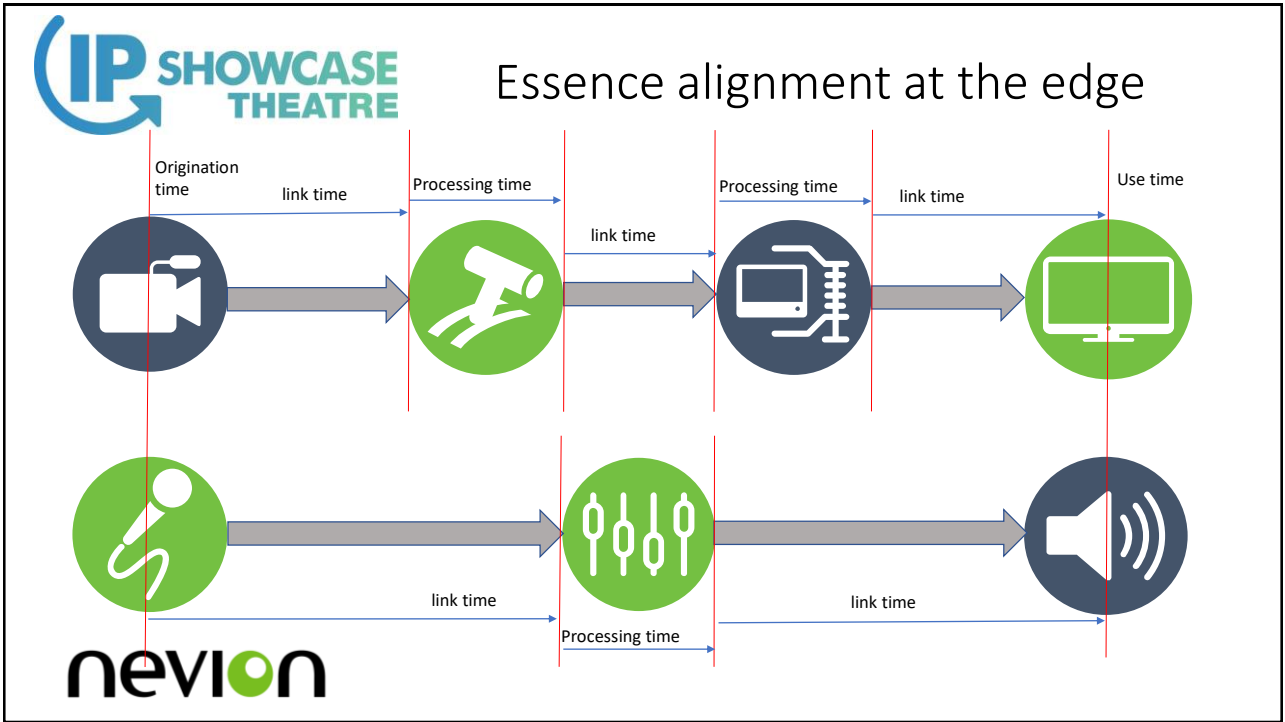 IP SHOWCASE
THEATRE
Essence alignment at the edge
Origination
time
link time
Processing time
link time
Processing time
link time
Use time
link time
Processing time
link time
nevion